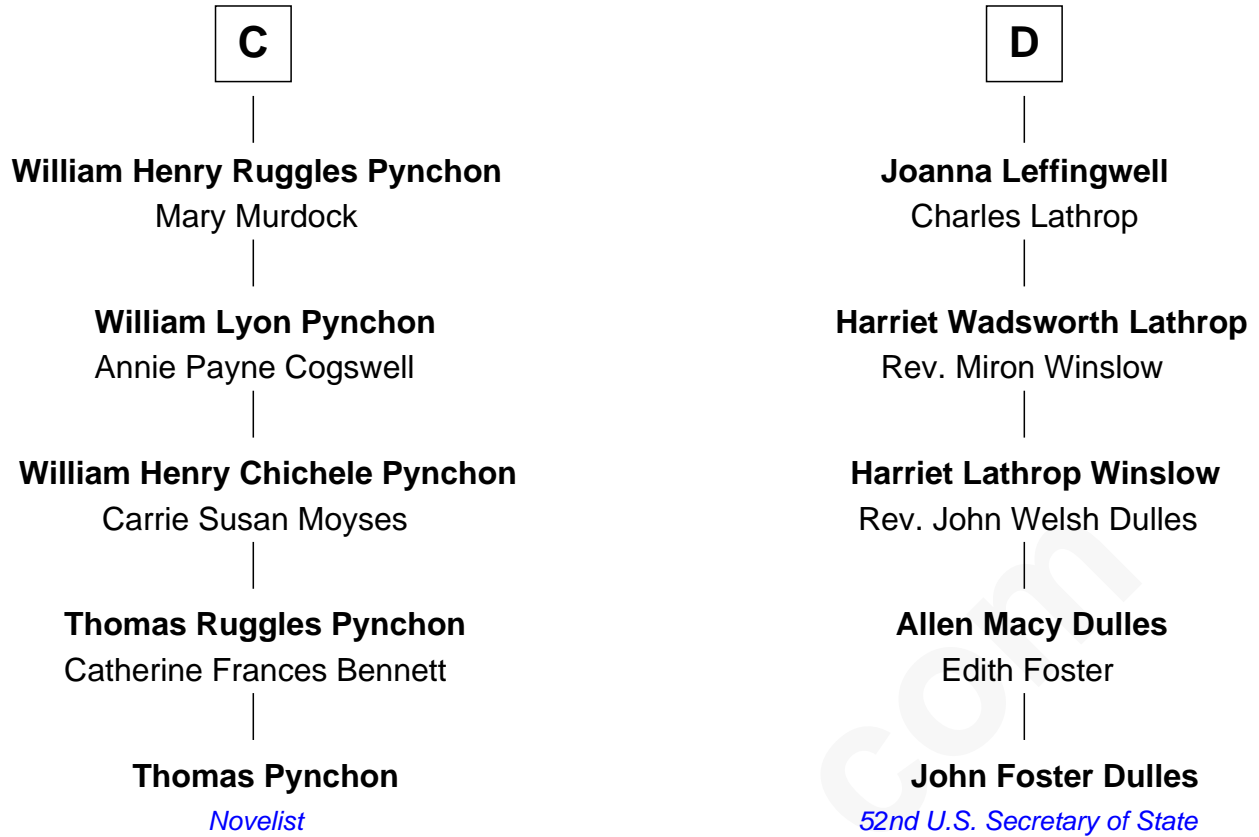 C
William Henry Ruggles Pynchon
Mary Murdock
William Lyon Pynchon
Annie Payne Cogswell
William Henry Chichele Pynchon
Carrie Susan Moyses
Thomas Ruggles Pynchon
Catherine Frances Bennett
Thomas Pynchon
Novelist
D
Joanna Leffingwell
Charles Lathrop
Harriet Wadsworth Lathrop
Rev. Miron Winslow
Harriet Lathrop Winslow
Rev. John Welsh Dulles
Allen Macy Dulles
Edith Foster
John Foster Dulles
52nd U.S. Secretary of State
com